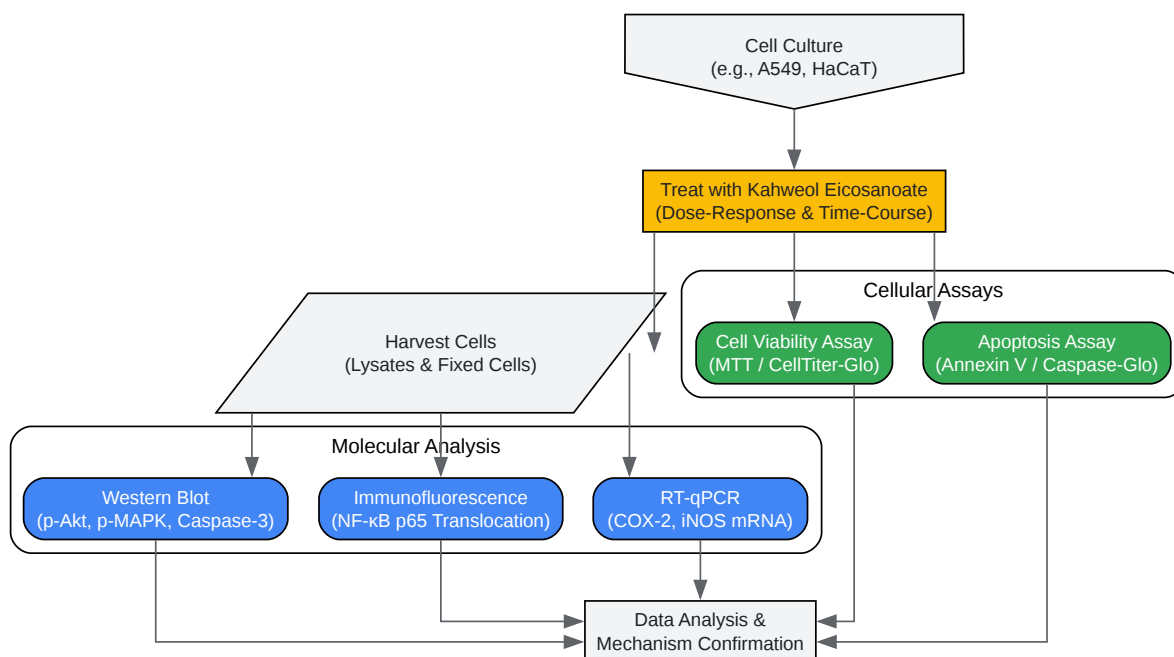 Cell Culture
(e.g., A549, HaCaT)
Treat with Kahweol Eicosanoate
(Dose-Response & Time-Course)
Cellular Assays
Harvest Cells
(Lysates & Fixed Cells)
Cell Viability Assay
(MTT / CellTiter-Glo)
Apoptosis Assay
(Annexin V / Caspase-Glo)
Molecular Analysis
Western Blot
(p-Akt, p-MAPK, Caspase-3)
Immunofluorescence
(NF-κB p65 Translocation)
RT-qPCR
(COX-2, iNOS mRNA)
Data Analysis &
Mechanism Confirmation